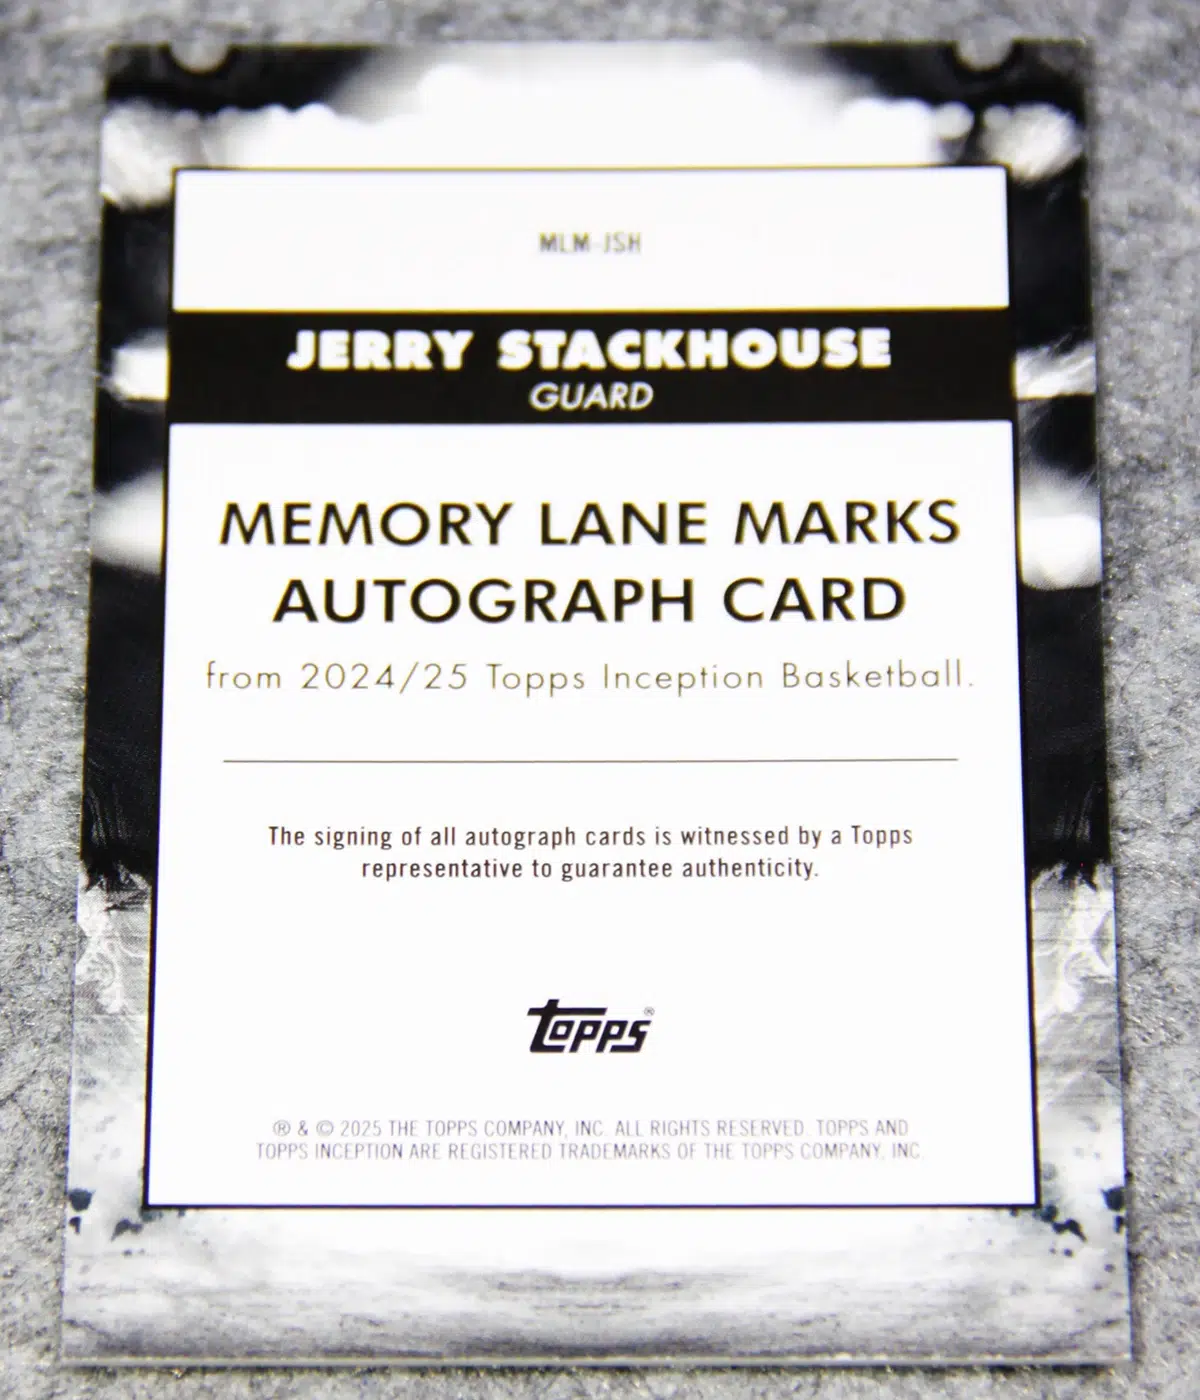 MLM-JSH
JERRY STACKHOUSE
GUARD
MEMORY LANE MARKS
AUTOGRAPH CARD
from 2024/25 Topps Inception Basketball.
The signing of all autograph cards is witnessed by a Topps
representative to guarantee authenticity.
topps®
® & © 2025 THE TOPPS COMPANY, INC. ALL RIGHTS RESERVED. TOPPS AND
TOPPS INCEPTION ARE REGISTERED TRADEMARKS OF THE TOPPS COMPANY, INC.